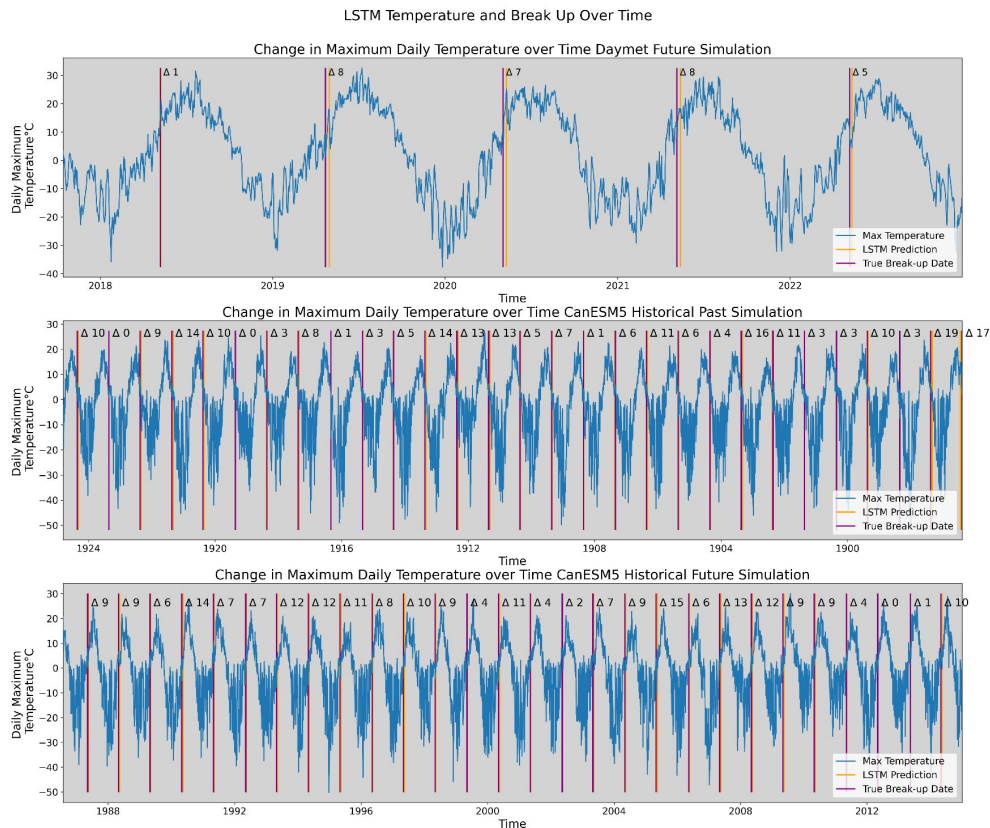 LSTM Temperature and Break Up Over Time
Change in Maximum Daily Temperature over Time Daymet Future Simulation
Δ 1 Δ 8 Δ 7 Δ 8 Δ 5
30
20
10
0
−10
−20
−30
−40
Daily Maximum
Temperature°C
Max Temperature
LSTM Prediction
True Break-up Date
2018 2019 2020 2021 2022
Time
Change in Maximum Daily Temperature over Time CanESM5 Historical Past Simulation
Δ 10 Δ 0 Δ 9 Δ 14 Δ 10 Δ 0 Δ 3 Δ 8 Δ 1 Δ 3 Δ 5 Δ 14 Δ 13 Δ 13 Δ 5 Δ 7 Δ 1 Δ 6 Δ 11 Δ 6 Δ 4 Δ 16 Δ 11 Δ 3 Δ 3 Δ 10 Δ 3 Δ 19 Δ 17
30
20
10
0
−10
−20
−30
−40
−50
Daily Maximum
Temperature°C
Max Temperature
LSTM Prediction
True Break-up Date
1924 1920 1916 1912 1908 1904 1900
Time
Change in Maximum Daily Temperature over Time CanESM5 Historical Future Simulation
Δ 9 Δ 9 Δ 6 Δ 14 Δ 7 Δ 7 Δ 12 Δ 12 Δ 11 Δ 8 Δ 10 Δ 9 Δ 4 Δ 11 Δ 4 Δ 2 Δ 7 Δ 9 Δ 15 Δ 6 Δ 13 Δ 12 Δ 9 Δ 9 Δ 4 Δ 0 Δ 1 Δ 10
30
20
10
0
−10
−20
−30
−40
−50
Daily Maximum
Temperature°C
Max Temperature
LSTM Prediction
True Break-up Date
1988 1992 1996 2000 2004 2008 2012
Time